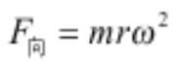 F向 = mrω²